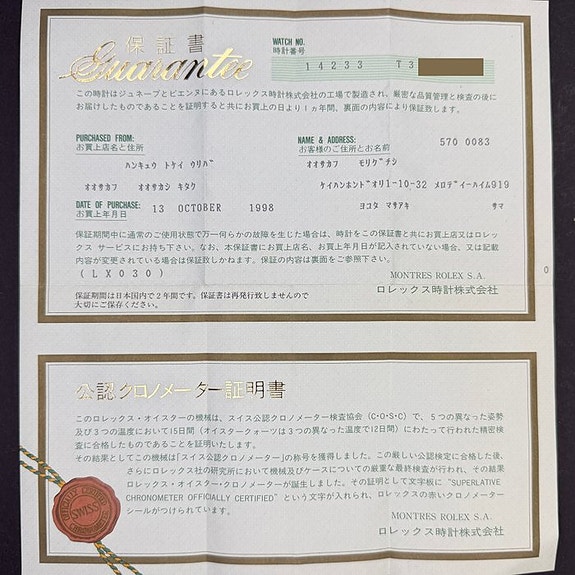 保証書
Guarantee
WATCH NO.
時計番号
14233 T3
この時計はジュネーブとビエンヌにあるロレックス時計株式会社の工場で製造され、厳密な品質管理と検査の後に
お届けしたものであることを証明すると共にお買上の日より1ヵ年間、裏面の内容により保証致します。
PURCHASED FROM:
お買上店名と住所
NAME & ADDRESS:
お客様のご住所とお名前
570 0083
ハンキュウ トケイ ウリバ
オオサカフ モリグチシ
オオサカフ オオサカシ キタク
ケイハンホンドオリ1-10-32 メロデイーハイム919
DATE OF PURCHASE:
お買上年月日
13 OCTOBER 1998
ヨコタ マサアキ サマ
保証期間中に通常のご使用状態で万一何らかの故障を生じた場合は、時計をこの保証書と共にお買上店又はロレッ
クス サービスにお持ち下さい。なお、本保証書にお買上店名、お買上年月日が記入されていない場合、又は記載
内容が変更されている場合は保証致しかねます。保証の内容は裏面をご参照下さい。
(LX030)
MONTRES ROLEX S.A.
ロレックス時計株式会社
保証期間は日本国内で2年間です。保証書は再発行致しませんので
大切にご保存ください。
0
公認クロノメーター証明書
このロレックス・オイスターの機械は、スイス公認クロノメーター検査協会(C・O・S・C)で、5つの異なった姿勢
及び3つの温度において15日間(オイスタークォーツは3つの異なった温度で12日間)にわたって行われた精密検
査に合格したものであることを証明いたします。
その結果としてこの機械は「スイス公認クロノメーター」の称号を獲得しました。この厳しい公認検定に合格した後、
さらにロレックス社の研究所において機械及びケースについての厳重な最終検査が行われ、その結果
ロレックス・オイスター・クロノメーターが誕生しました。その証明として文字板に "SUPERLATIVE
CHRONOMETER OFFICIALLY CERTIFIED" という文字が入れられ、ロレックスの赤いクロノメーター
シールがつけられています。
MONTRES ROLEX S.A.
ロレックス時計株式会社
OFFICIALLY CERTIFIED
SWISS
CHRONOMETER